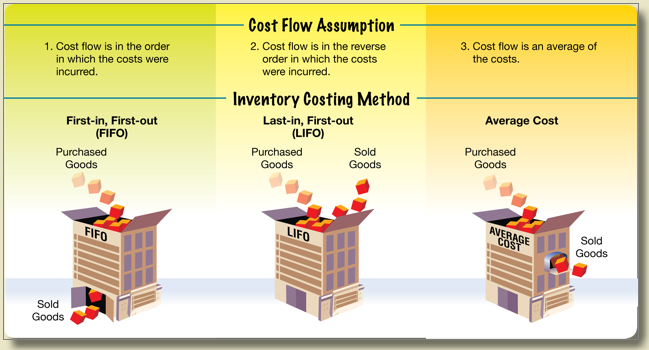 Cost Flow Assumption
1. Cost flow is in the order
in which the costs were
incurred.
2. Cost flow is in the reverse
order in which the costs
were incurred.
3. Cost flow is an average of
the costs.
Inventory Costing Method
First-in, First-out
(FIFO)
Purchased
Goods
FIFO
Sold
Goods
Last-in, First-out
(LIFO)
Purchased
Goods
Sold
Goods
LIFO
Average Cost
Purchased
Goods
AVERAGE
COST
Sold
Goods